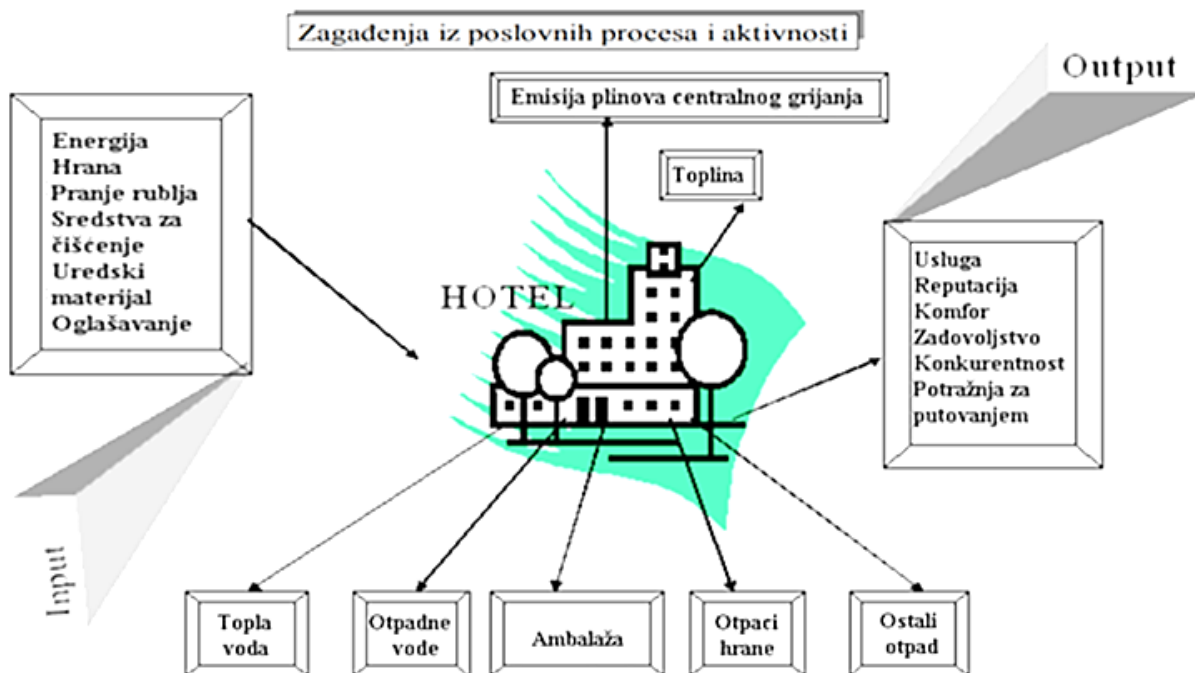 Zagađenja iz poslovnih procesa i aktivnosti
Output
Emisija plinova centralnog grijanja
Energija
Hrana
Pranje rublja
Sredstva za
čišćenje
Uredski
materijal
Oglašavanje
Toplina
HOTEL
H
Usluga
Reputacija
Komfor
Zadovoljstvo
Konkurentnost
Potražnja za
putovanjem
Input
Topla
voda
Otpadne
vode
Ambalaža
Otpaci
hrane
Ostali
otpad